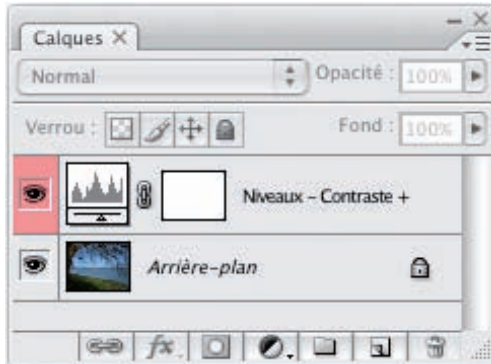 Calques
Normal Opacité : 100%
Verrou : Fond : 100%
Niveaux - Contraste +
Arrière-plan
fx